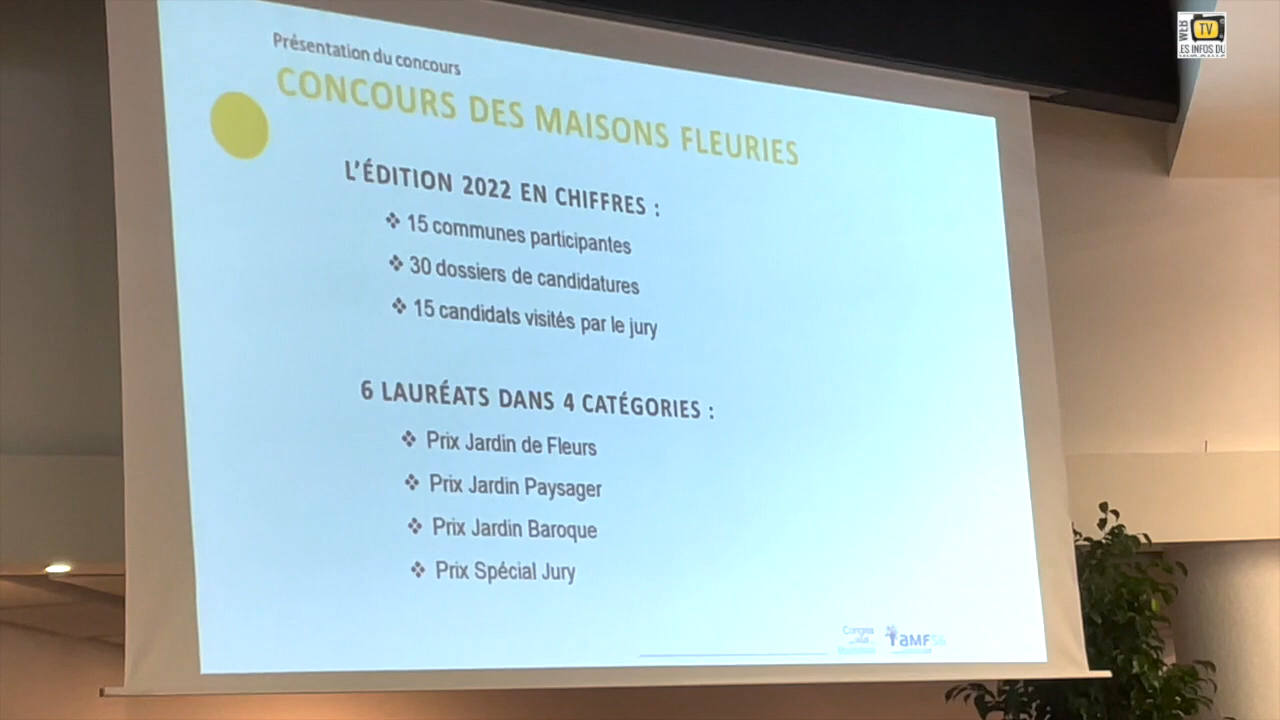 WEB
TV
LES INFOS DU
Présentation du concours
CONCOURS DES MAISONS FLEURIES
L'ÉDITION 2022 EN CHIFFRES :
❖ 15 communes participantes
❖ 30 dossiers de candidatures
❖ 15 candidats visités par le jury
6 LAURÉATS DANS 4 CATÉGORIES :
❖ Prix Jardin de Fleurs
❖ Prix Jardin Paysager
❖ Prix Jardin Baroque
❖ Prix Spécial Jury
aMF56